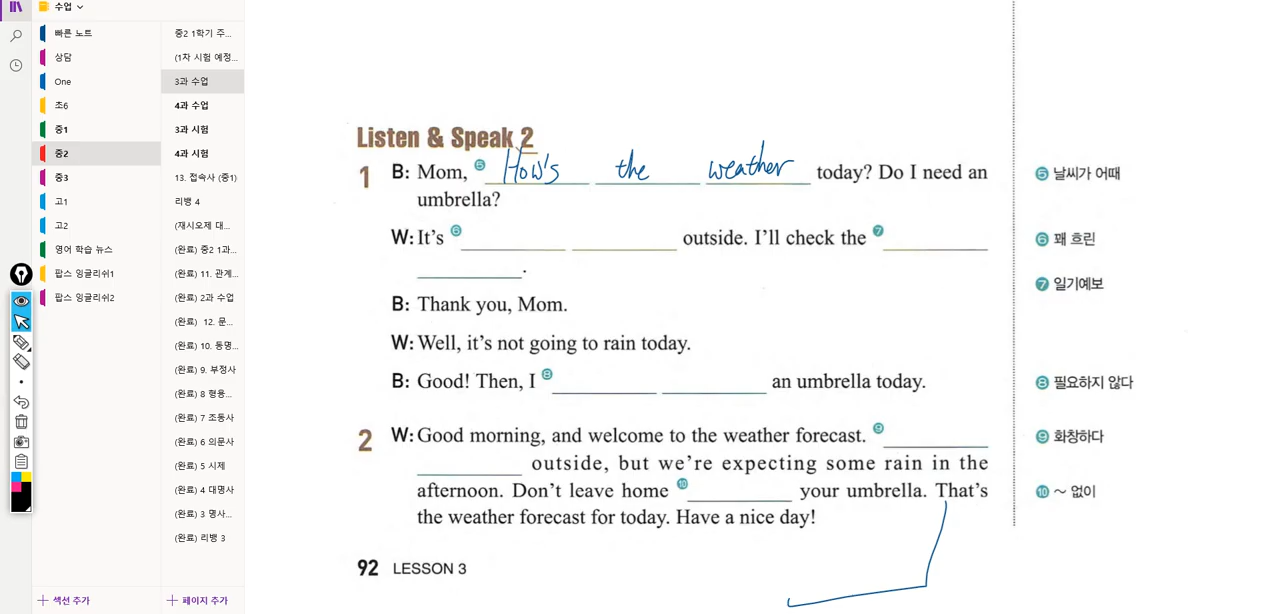 수업
빠른 노트
상담
One
초6
중1
중2
중3
고1
고2
영어 학습 뉴스
팝스 잉글리쉬1
팝스 잉글리쉬2
섹션 추가
중2 1학기 주...
(1차 시험 예정...
3과 수업
4과 수업
3과 시험
4과 시험
13. 접속사 (중1)
리뱅 4
(재시오제 대...
(완료) 중2 1과...
(완료) 11. 관계...
(완료) 2과 수업
(완료) 12. 문...
(완료) 10. 동명...
(완료) 9. 부정사
(완료) 8 형용...
(완료) 7 조동사
(완료) 6 의문사
(완료) 5 시제
(완료) 4 대명사
(완료) 3 명사...
(완료) 리뱅 3
페이지 추가
Listen & Speak 2
1 B: Mom, ⑤ How's the weather today? Do I need an
umbrella?
W: It's ⑥ outside. I'll check the ⑦
.
B: Thank you, Mom.
W: Well, it's not going to rain today.
B: Good! Then, I ⑧ an umbrella today.
2 W: Good morning, and welcome to the weather forecast. ⑨
outside, but we're expecting some rain in the
afternoon. Don't leave home ⑩ your umbrella. That's
the weather forecast for today. Have a nice day!
92 LESSON 3
⑤ 날씨가 어때
⑥ 꽤 흐린
⑦ 일기예보
⑧ 필요하지 않다
⑨ 화창하다
⑩ ~ 없이